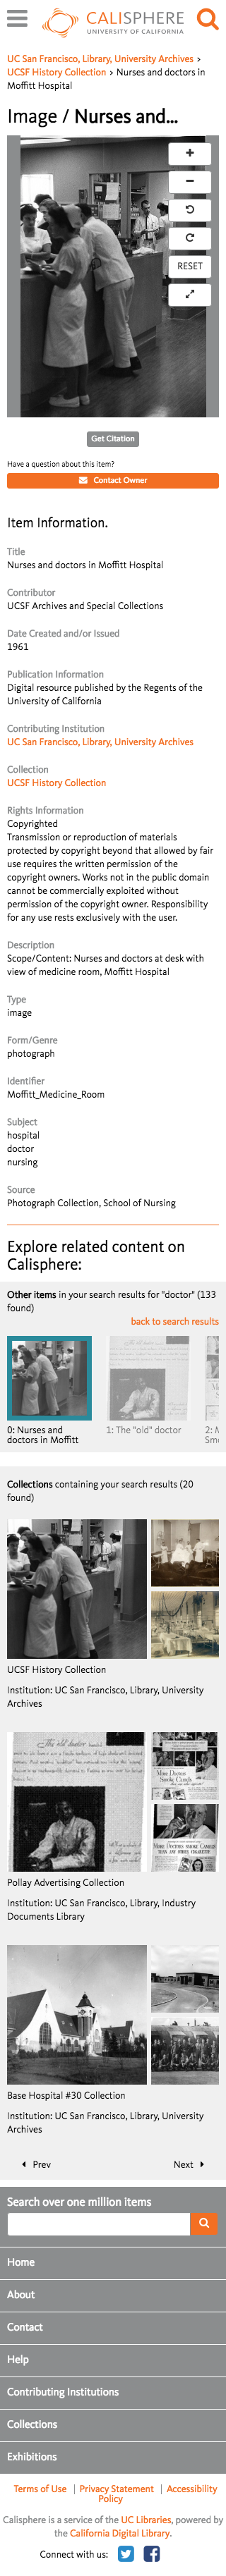 CALISPHERE
UNIVERSITY OF CALIFORNIA
UC San Francisco, Library, University Archives >
UCSF History Collection > Nurses and doctors in
Moffitt Hospital
Image / Nurses and...
RESET
Get Citation
Have a question about this item?
Contact Owner
Item Information.
Title
Nurses and doctors in Moffitt Hospital
Contributor
UCSF Archives and Special Collections
Date Created and/or Issued
1961
Publication Information
Digital resource published by the Regents of the
University of California
Contributing Institution
UC San Francisco, Library, University Archives
Collection
UCSF History Collection
Rights Information
Copyrighted
Transmission or reproduction of materials
protected by copyright beyond that allowed by fair
use requires the written permission of the
copyright owners. Works not in the public domain
cannot be commercially exploited without
permission of the copyright owner. Responsibility
for any use rests exclusively with the user.
Description
Scope/Content: Nurses and doctors at desk with
view of medicine room, Moffitt Hospital
Type
image
Form/Genre
photograph
Identifier
Moffitt_Medicine_Room
Subject
hospital
doctor
nursing
Source
Photograph Collection, School of Nursing
Explore related content on
Calisphere:
Other items in your search results for "doctor" (133
found)
back to search results
0: Nurses and
doctors in Moffitt
1: The "old" doctor
2: M
Smo
Collections containing your search results (20
found)
UCSF History Collection
Institution: UC San Francisco, Library, University
Archives
The old doctor
More Doctors smoke Camels
than any other cigarette
Pollay Advertising Collection
Institution: UC San Francisco, Library, Industry
Documents Library
Base Hospital #30 Collection
Institution: UC San Francisco, Library, University
Archives
Prev
Next
Search over one million items
Home
About
Contact
Help
Contributing Institutions
Collections
Exhibitions
Terms of Use | Privacy Statement | Accessibility
Policy
Calisphere is a service of the UC Libraries, powered by
the California Digital Library.
Connect with us: